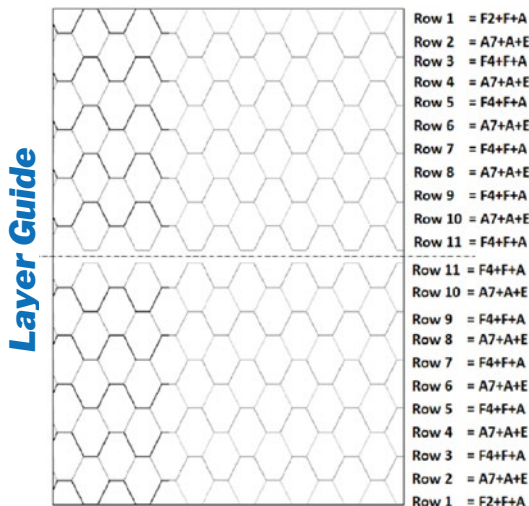 Layer Guide
Row 1 = F2+F+A
Row 2 = A7+A+E
Row 3 = F4+F+A
Row 4 = A7+A+E
Row 5 = F4+F+A
Row 6 = A7+A+E
Row 7 = F4+F+A
Row 8 = A7+A+E
Row 9 = F4+F+A
Row 10 = A7+A+E
Row 11 = F4+F+A
Row 11 = F4+F+A
Row 10 = A7+A+E
Row 9 = F4+F+A
Row 8 = A7+A+E
Row 7 = F4+F+A
Row 6 = A7+A+E
Row 5 = F4+F+A
Row 4 = A7+A+E
Row 3 = F4+F+A
Row 2 = A7+A+E
Row 1 = F2+F+A